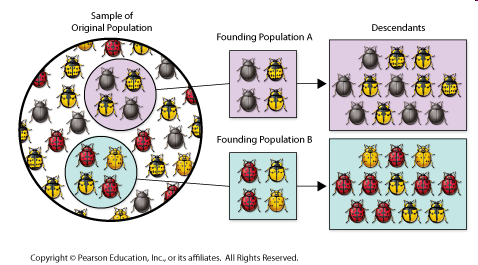 Sample of
Original Population
Founding Population A
Descendants
Founding Population B
Copyright © Pearson Education, Inc., or its affiliates. All Rights Reserved.